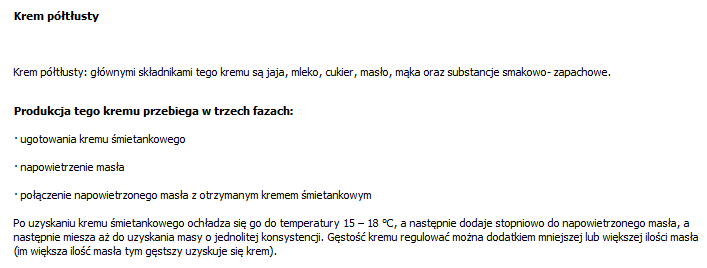 Krem półtłusty
Krem półtłusty: głównymi składnikami tego kremu są jaja, mleko, cukier, masło, mąka oraz substancje smakowo- zapachowe.
Produkcja tego kremu przebiega w trzech fazach:
· ugotowania kremu śmietankowego
· napowietrzenie masła
· połączenie napowietrzonego masła z otrzymanym kremem śmietankowym
Po uzyskaniu kremu śmietankowego ochładza się go do temperatury 15 – 18 °C, a następnie dodaje stopniowo do napowietrzonego masła, a
następnie miesza aż do uzyskania masy o jednolitej konsystencji. Gęstość kremu regulować można dodatkiem mniejszej lub większej ilości masła
(im większa ilość masła tym gęstszy uzyskuje się krem).